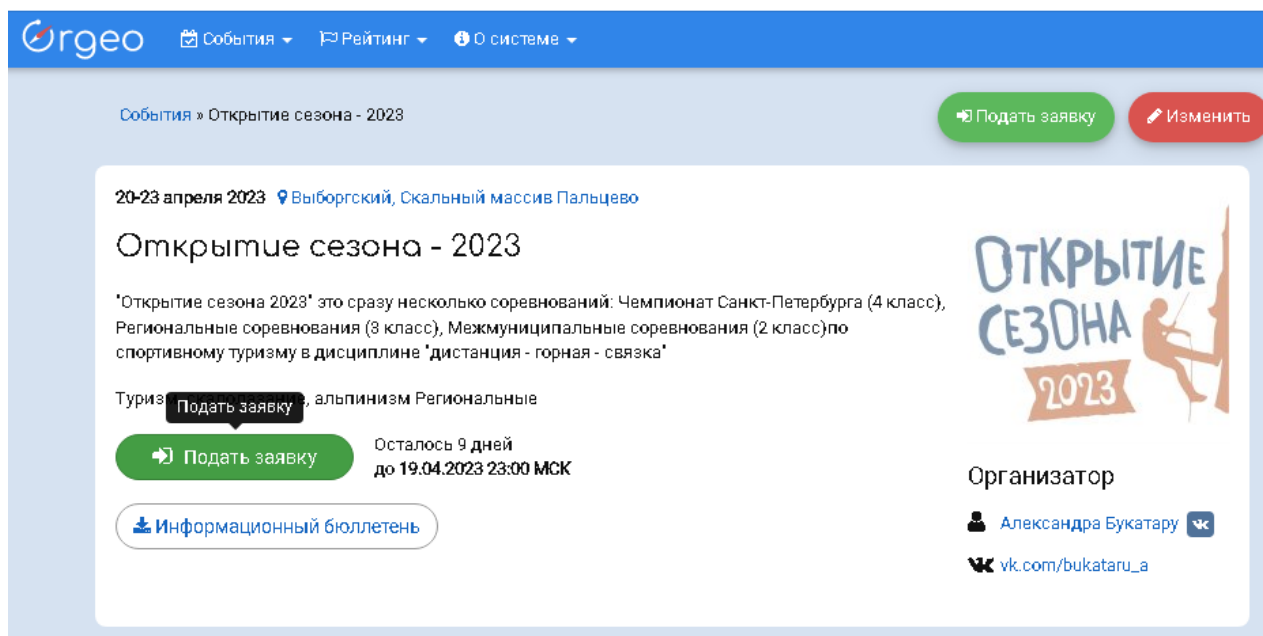 Orgeo События Рейтинг О системе
События » Открытие сезона - 2023
Подать заявку Изменить
20-23 апреля 2023 Выборгский, Скальный массив Пальцево
Открытие сезона - 2023
"Открытие сезона 2023" это сразу несколько соревнований: Чемпионат Санкт-Петербурга (4 класс),
Региональные соревнования (3 класс), Межмуниципальные соревнования (2 класс)по
спортивному туризму в дисциплине "дистанция - горная - связка"
альпинизм Региональные
Подать заявку
Подать заявку
Осталось 9 дней
до 19.04.2023 23:00 МСК
Информационный бюллетень
ОТКРЫТИЕ
СЕЗОНА
2023
Организатор
Александра Букатару
vk.com/bukataru_a